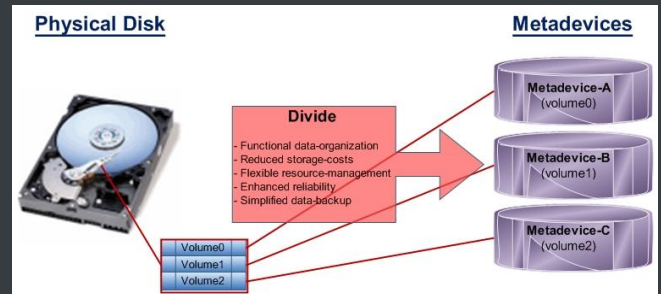 Physical Disk
Metadevices
Divide
- Functional data-organization
- Reduced storage-costs
- Flexible resource-management
- Enhanced reliability
- Simplified data-backup
Metadevice-A
(volume0)
Metadevice-B
(volume1)
Metadevice-C
(volume2)
Volume0
Volume1
Volume2